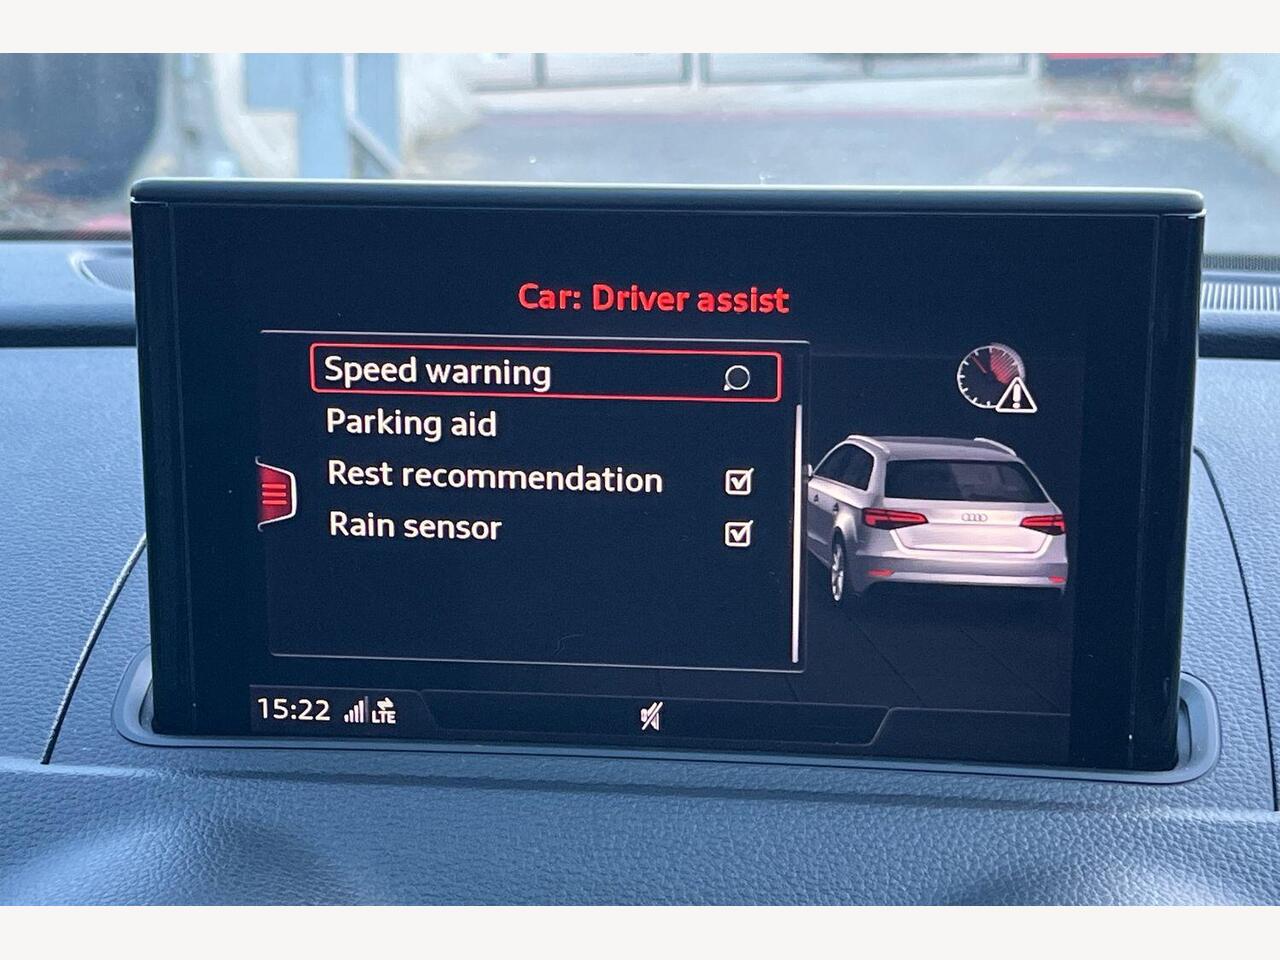 Car: Driver assist
Speed warning
Parking aid
Rest recommendation
Rain sensor
15:22 LTE